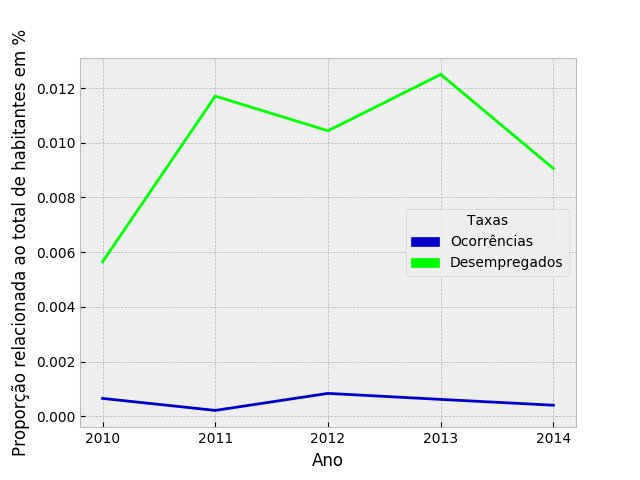 Proporção relacionada ao total de habitantes em %
0.012
0.010
0.008
0.006
0.004
0.002
0.000
Taxas
Ocorrências
Desempregados
2010 2011 2012 2013 2014
Ano